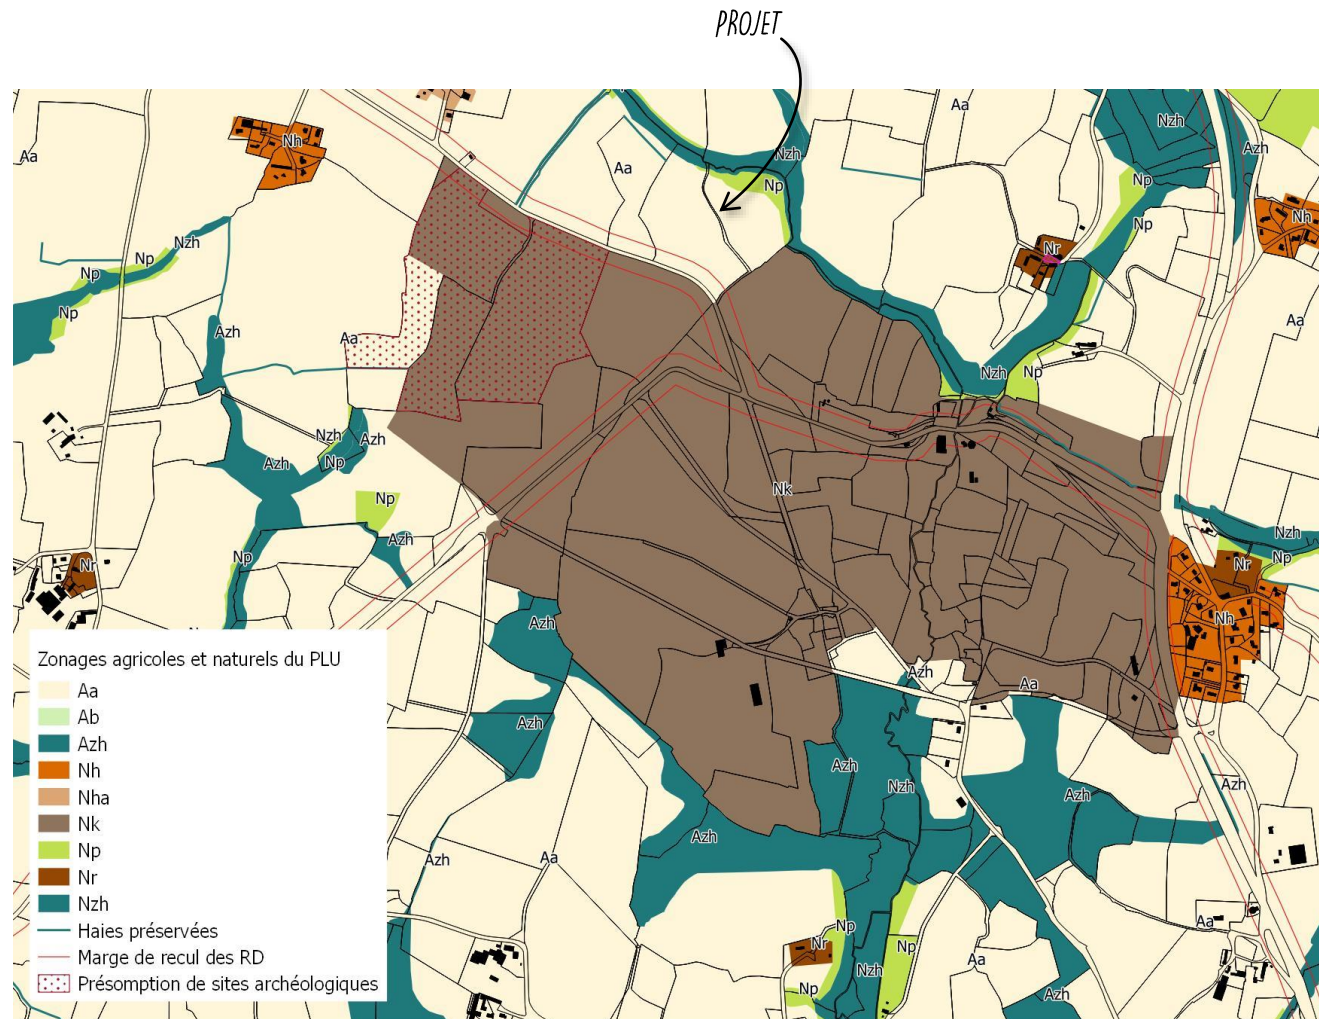 PROJET
Aa
Nzh
Azh
Aa
Nh
Nzh
Aa
Np
Np
Np
Nh
Nzh
Nr
Np
Np
Np
Aa
Azh
Aa
Nzh
Np
Nzh
Azh
Azh
Np
Nk
Np
Azh
Nzh
Np
Np
Nr
Nr
Nh
Azh
Azh
Aa
Azh
Azh
Nzh
Azh
Azh
Azh
Azh
Aa
Np
Aa
Nr
Np
Nzh
Aa
Np
Azh
Zonages agricoles et naturels du PLU
Aa
Ab
Azh
Nh
Nha
Nk
Np
Nr
Nzh
Haies préservées
Marge de recul des RD
Présomption de sites archéologiques